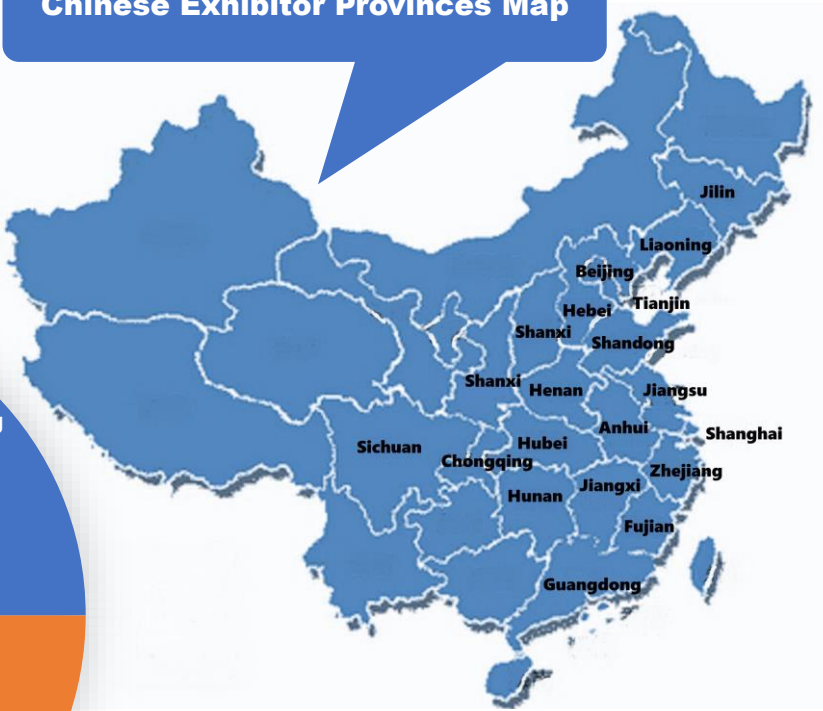 Chinese Exhibitor Provinces Map
Jilin
Liaoning
Beijing
Tianjin
Hebei
Shanxi
Shandong
Shanxi
Henan
Jiangsu
Anhui
Shanghai
Sichuan
Hubei
Chongqing
Zhejiang
Jiangxi
Hunan
Fujian
Guangdong